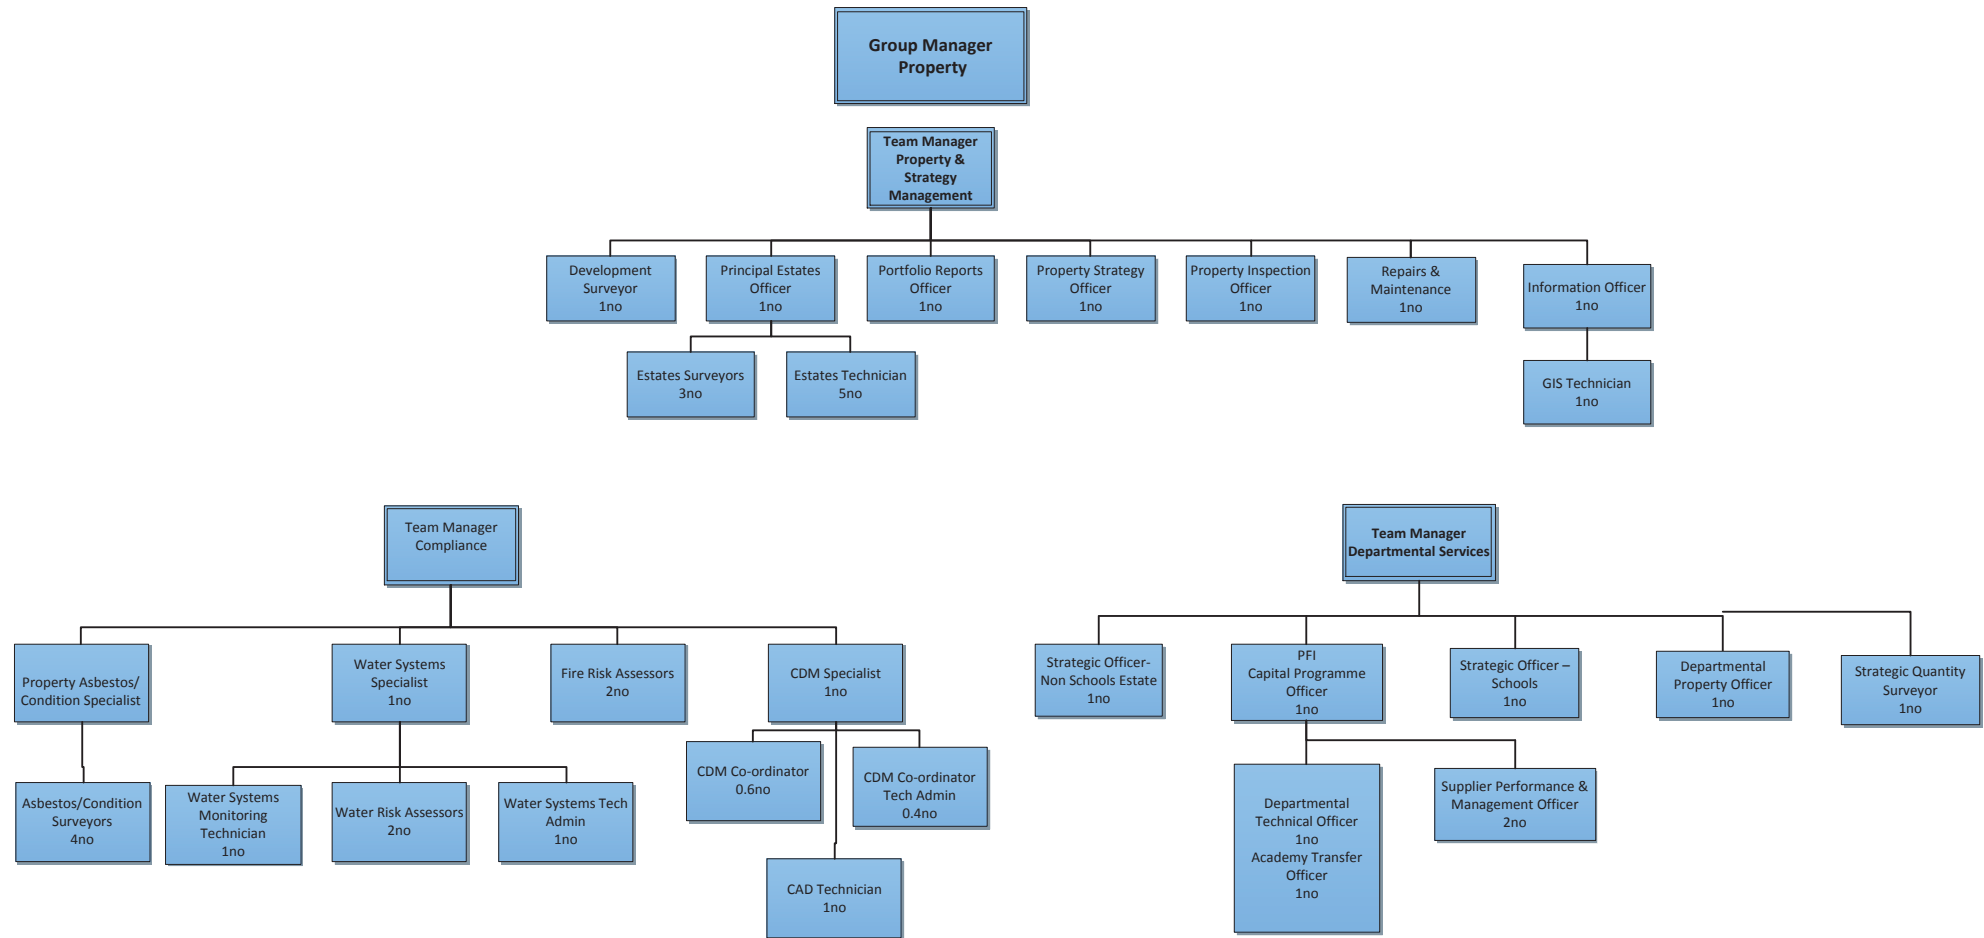 Group Manager
Property
Team Manager
Property &
Strategy
Management
Development
Surveyor
1no
Principal Estates
Officer
1no
Portfolio Reports
Officer
1no
Property Strategy
Officer
1no
Property Inspection
Officer
1no
Repairs &
Maintenance
1no
Information Officer
1no
Estates Surveyors
3no
Estates Technician
5no
GIS Technician
1no
Team Manager
Compliance
Team Manager
Departmental Services
Property Asbestos/
Condition Specialist
Water Systems
Specialist
1no
Fire Risk Assessors
2no
CDM Specialist
1no
Strategic Officer-
Non Schools Estate
1no
PFI
Capital Programme
Officer
1no
Strategic Officer –
Schools
1no
Departmental
Property Officer
1no
Strategic Quantity
Surveyor
1no
Asbestos/Condition
Surveyors
4no
Water Systems
Monitoring
Technician
1no
Water Risk Assessors
2no
Water Systems Tech
Admin
1no
CDM Co-ordinator
0.6no
CDM Co-ordinator
Tech Admin
0.4no
CAD Technician
1no
Departmental
Technical Officer
1no
Academy Transfer
Officer
1no
Supplier Performance &
Management Officer
2no